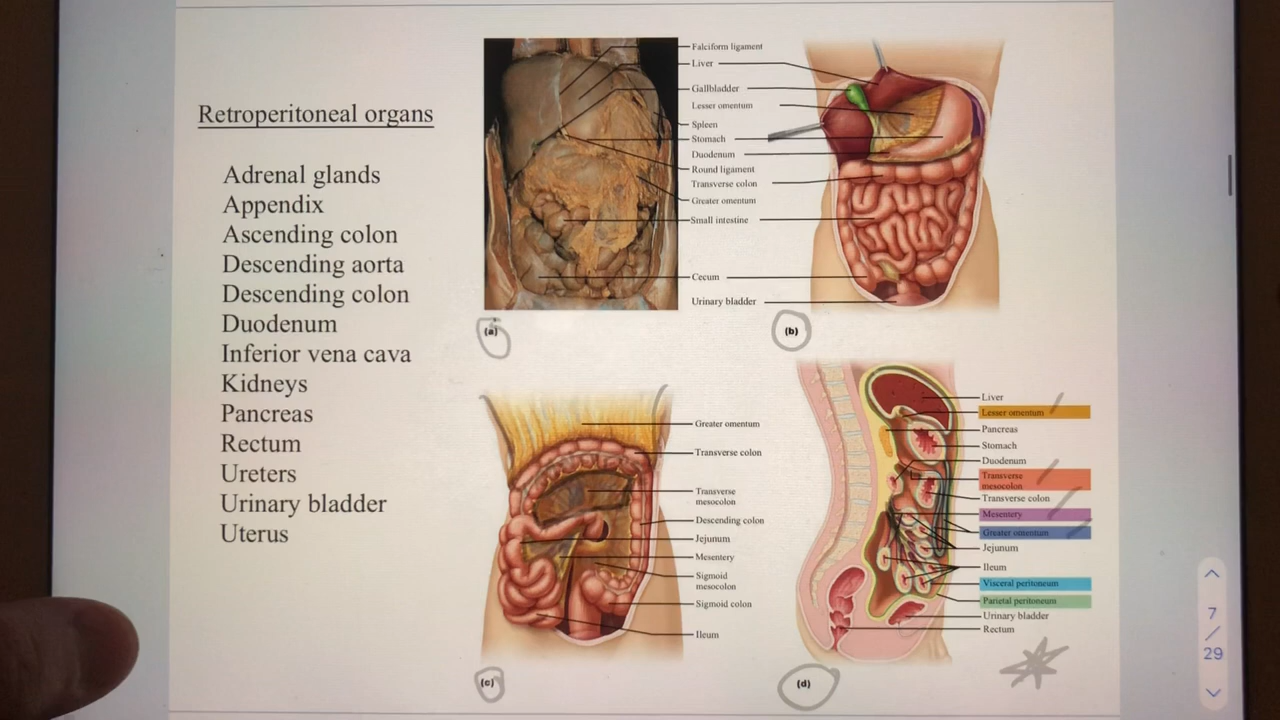 Retroperitoneal organs
Adrenal glands
Appendix
Ascending colon
Descending aorta
Descending colon
Duodenum
Inferior vena cava
Kidneys
Pancreas
Rectum
Ureters
Urinary bladder
Uterus
Falciform ligament
Liver
Gallbladder
Lesser omentum
Spleen
Stomach
Duodenum
Round ligament
Transverse colon
Greater omentum
Small intestine
Cecum
Urinary bladder
(a)
(b)
Greater omentum
Transverse colon
Transverse
mesocolon
Descending colon
Jejunum
Mesentery
Sigmoid
mesocolon
Sigmoid colon
Ileum
(c)
Liver
Lesser omentum
Pancreas
Stomach
Duodenum
Transverse
mesocolon
Transverse colon
Mesentery
Greater omentum
Jejunum
Ileum
Visceral peritoneum
Parietal peritoneum
Urinary bladder
Rectum
(d)
7
/
29